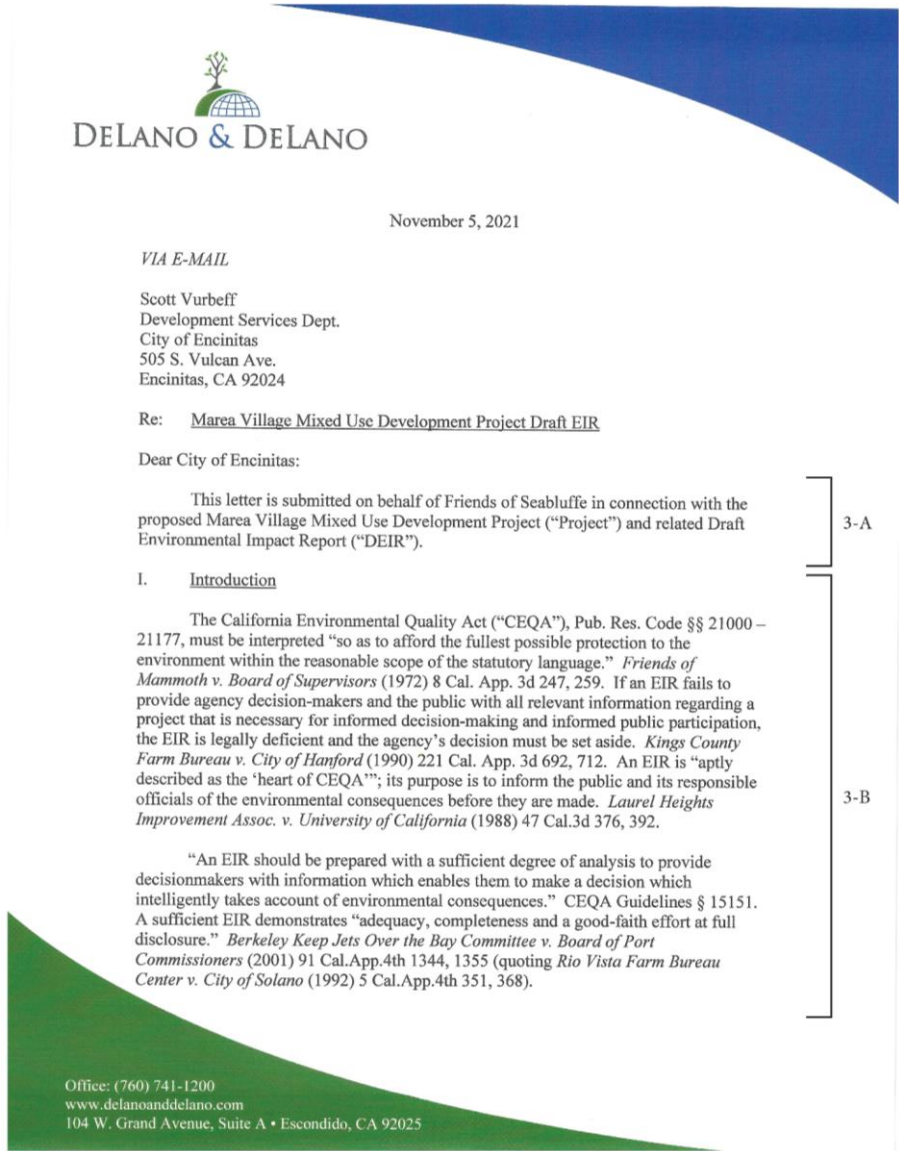 DELANO & DELANO
November 5, 2021
VIA E-MAIL
Scott Vurbeff
Development Services Dept.
City of Encinitas
505 S. Vulcan Ave.
Encinitas, CA 92024
Re: Marea Village Mixed Use Development Project Draft EIR
Dear City of Encinitas:
This letter is submitted on behalf of Friends of Seabluffe in connection with the
proposed Marea Village Mixed Use Development Project (“Project”) and related Draft
Environmental Impact Report (“DEIR”).
3-A
I. Introduction
The California Environmental Quality Act (“CEQA”), Pub. Res. Code §§ 21000 –
21177, must be interpreted “so as to afford the fullest possible protection to the
environment within the reasonable scope of the statutory language.” Friends of
Mammoth v. Board of Supervisors (1972) 8 Cal. App. 3d 247, 259. If an EIR fails to
provide agency decision-makers and the public with all relevant information regarding a
project that is necessary for informed decision-making and informed public participation,
the EIR is legally deficient and the agency’s decision must be set aside. Kings County
Farm Bureau v. City of Hanford (1990) 221 Cal. App. 3d 692, 712. An EIR is “aptly
described as the ‘heart of CEQA’”; its purpose is to inform the public and its responsible
officials of the environmental consequences before they are made. Laurel Heights
Improvement Assoc. v. University of California (1988) 47 Cal.3d 376, 392.
3-B
“An EIR should be prepared with a sufficient degree of analysis to provide
decisionmakers with information which enables them to make a decision which
intelligently takes account of environmental consequences.” CEQA Guidelines § 15151.
A sufficient EIR demonstrates “adequacy, completeness and a good-faith effort at full
disclosure.” Berkeley Keep Jets Over the Bay Committee v. Board of Port
Commissioners (2001) 91 Cal.App.4th 1344, 1355 (quoting Rio Vista Farm Bureau
Center v. City of Solano (1992) 5 Cal.App.4th 351, 368).
Office: (760) 741-1200
www.delanoanddelano.com
104 W. Grand Avenue, Suite A • Escondido, CA 92025